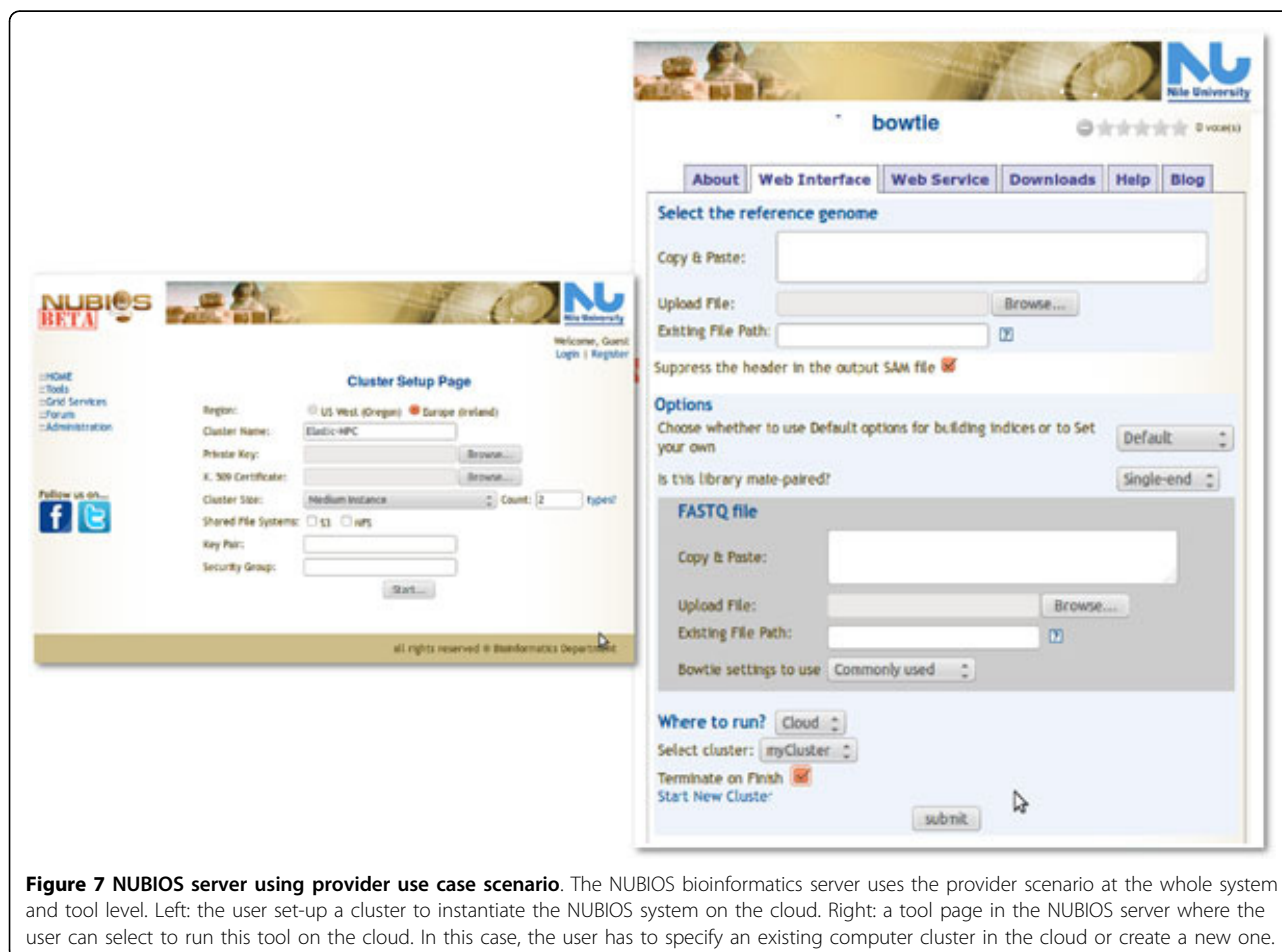 NUBIOS
BETA
NU
Nile University
Welcome, Guest
Login | Register
::HOME
::Tools
::Grid Services
::Forum
::Administration
Follow us on...
Cluster Setup Page
Region: US West (Oregon) Europe (Ireland)
Cluster Name: Elastic-HPC
Private Key: Browse...
X. 509 Certificate: Browse...
Cluster Size: Medium Instance Count: 2 types?
Shared File Systems: S3 NFS
Key Pair:
Security Group:
Start...
all rights reserved © Bioinformatics Department
NU
Nile University
bowtie
0 vote(s)
About Web Interface Web Service Downloads Help Blog
Select the reference genome
Copy & Paste:
Upload File: Browse...
Existing File Path: ?
Suppress the header in the output SAM file
Options
Choose whether to use Default options for building indices or to Set
your own Default
Is this library mate-paired? Single-end
FASTQ file
Copy & Paste:
Upload File: Browse...
Existing File Path: ?
Bowtie settings to use Commonly used
Where to run? Cloud
Select cluster: myCluster
Terminate on Finish
Start New Cluster
submit
Figure 7 NUBIOS server using provider use case scenario. The NUBIOS bioinformatics server uses the provider scenario at the whole system
and tool level. Left: the user set-up a cluster to instantiate the NUBIOS system on the cloud. Right: a tool page in the NUBIOS server where the
user can select to run this tool on the cloud. In this case, the user has to specify an existing computer cluster in the cloud or create a new one.